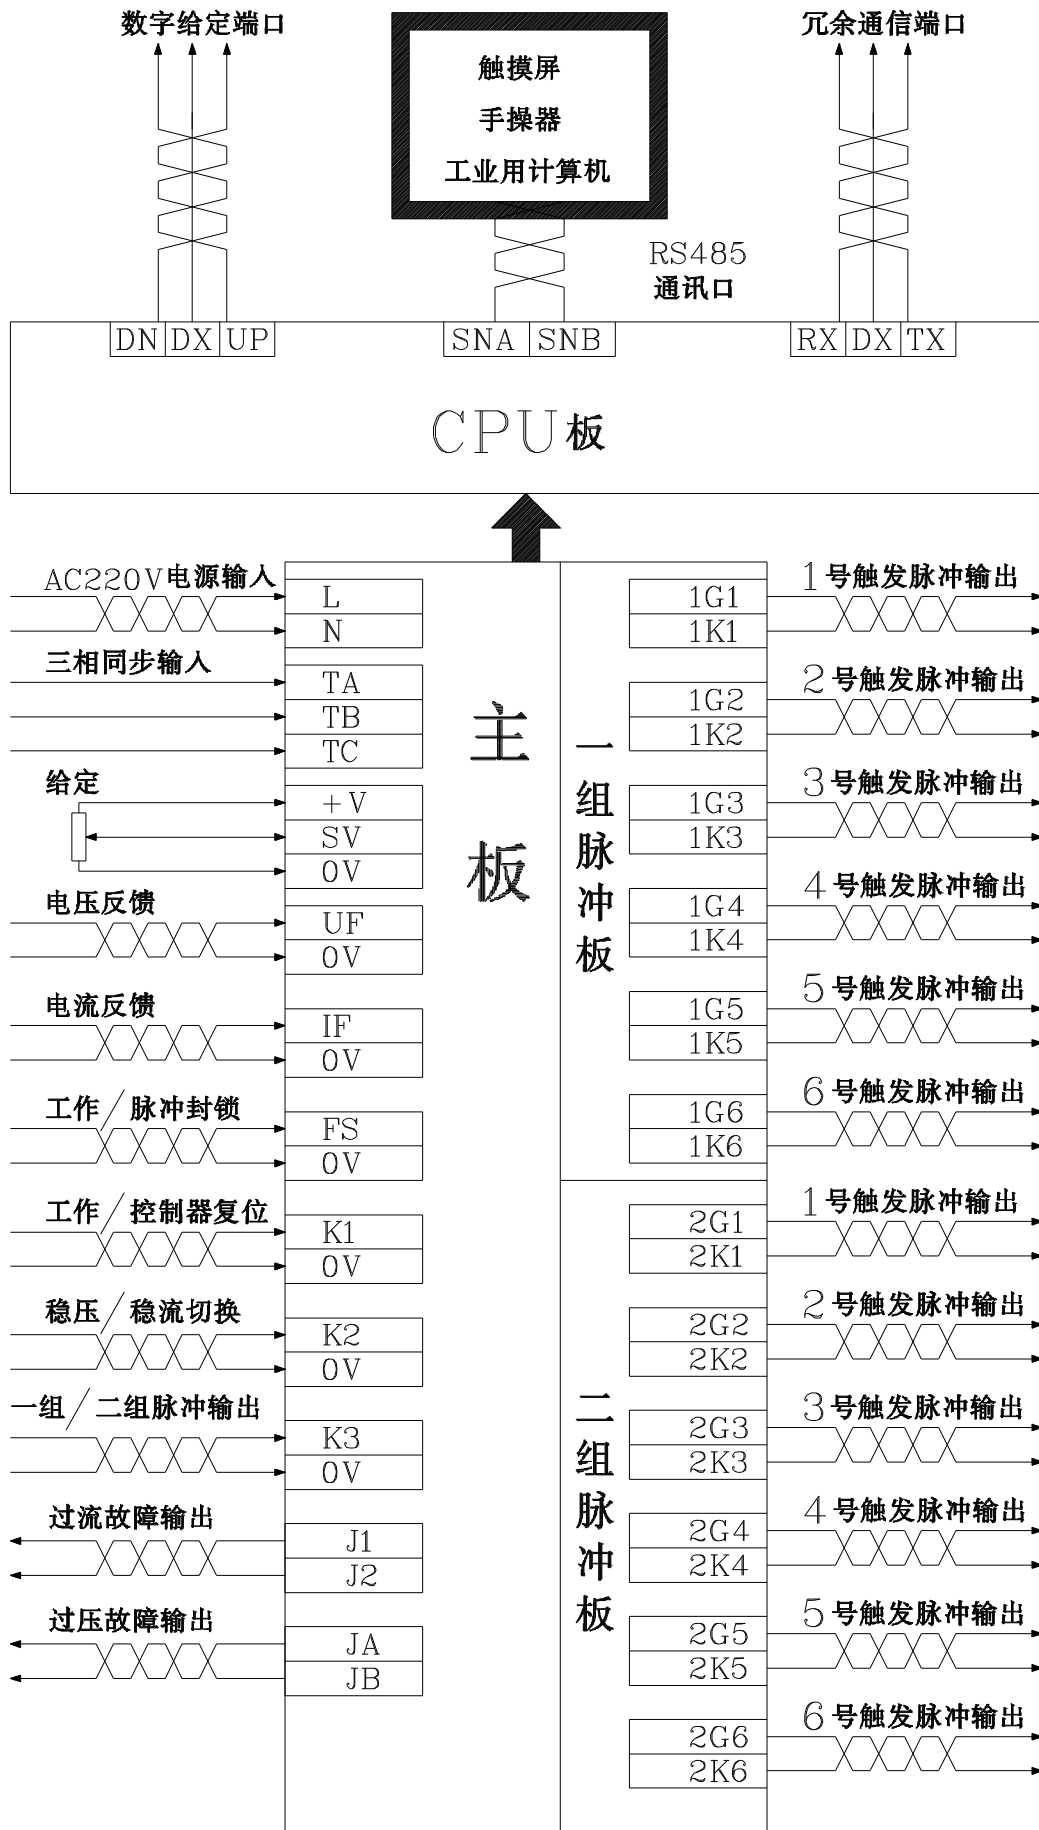 数字给定端口
冗余通信端口
触摸屏
手操器
工业用计算机
RS485
通讯口
DN DX UP
SNA SNB
RX DX TX
CPU板
AC220V电源输入
L
N
三相同步输入
TA
TB
TC
给定
+V
SV
0V
电压反馈
UF
0V
电流反馈
IF
0V
工作/脉冲封锁
FS
0V
工作/控制器复位
K1
0V
稳压/稳流切换
K2
0V
一组/二组脉冲输出
K3
0V
过流故障输出
J1
J2
过压故障输出
JA
JB
主板
一组脉冲板
1G1
1K1
1号触发脉冲输出
1G2
1K2
2号触发脉冲输出
1G3
1K3
3号触发脉冲输出
1G4
1K4
4号触发脉冲输出
1G5
1K5
5号触发脉冲输出
1G6
1K6
6号触发脉冲输出
二组脉冲板
2G1
2K1
1号触发脉冲输出
2G2
2K2
2号触发脉冲输出
2G3
2K3
3号触发脉冲输出
2G4
2K4
4号触发脉冲输出
2G5
2K5
5号触发脉冲输出
2G6
2K6
6号触发脉冲输出